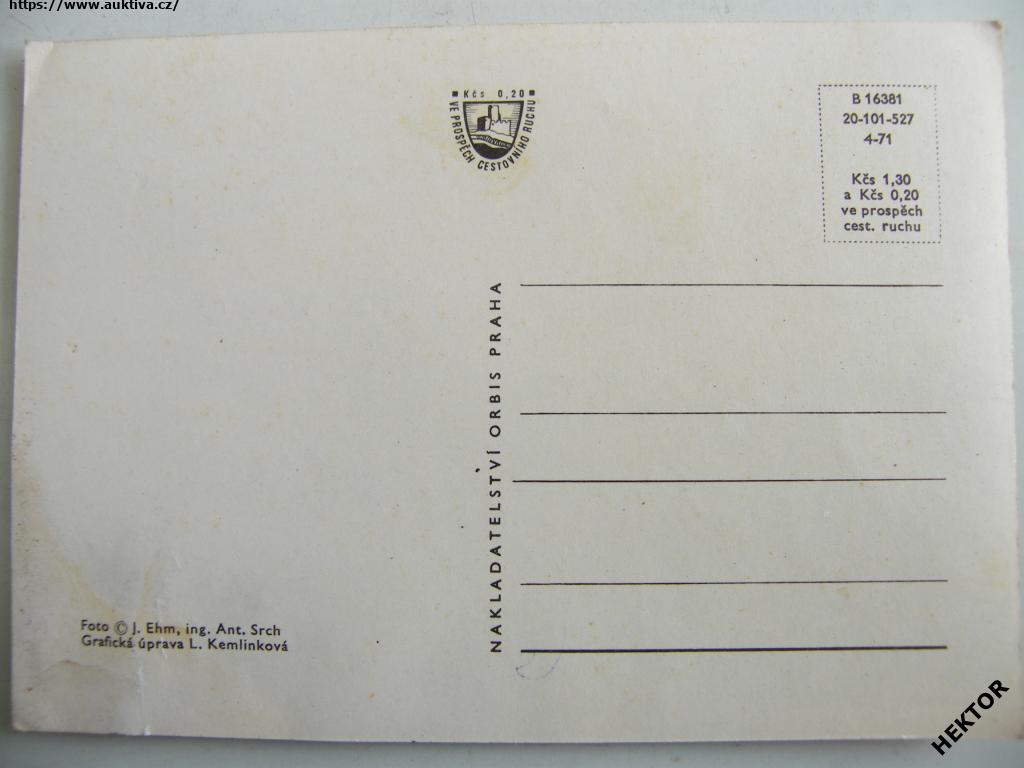 https://www.auktiva.cz/
Kčs 0,20
VE PROSPĚCH CESTOVNÍHO RUCHU
B 16381
20-101-527
4-71
Kčs 1,30
a Kčs 0,20
ve prospěch
cest. ruchu
NAKLADATELSTVÍ ORBIS PRAHA
Foto © J. Ehm, ing. Ant. Srch
Grafická úprava L. Kemlinková
HEKTOR